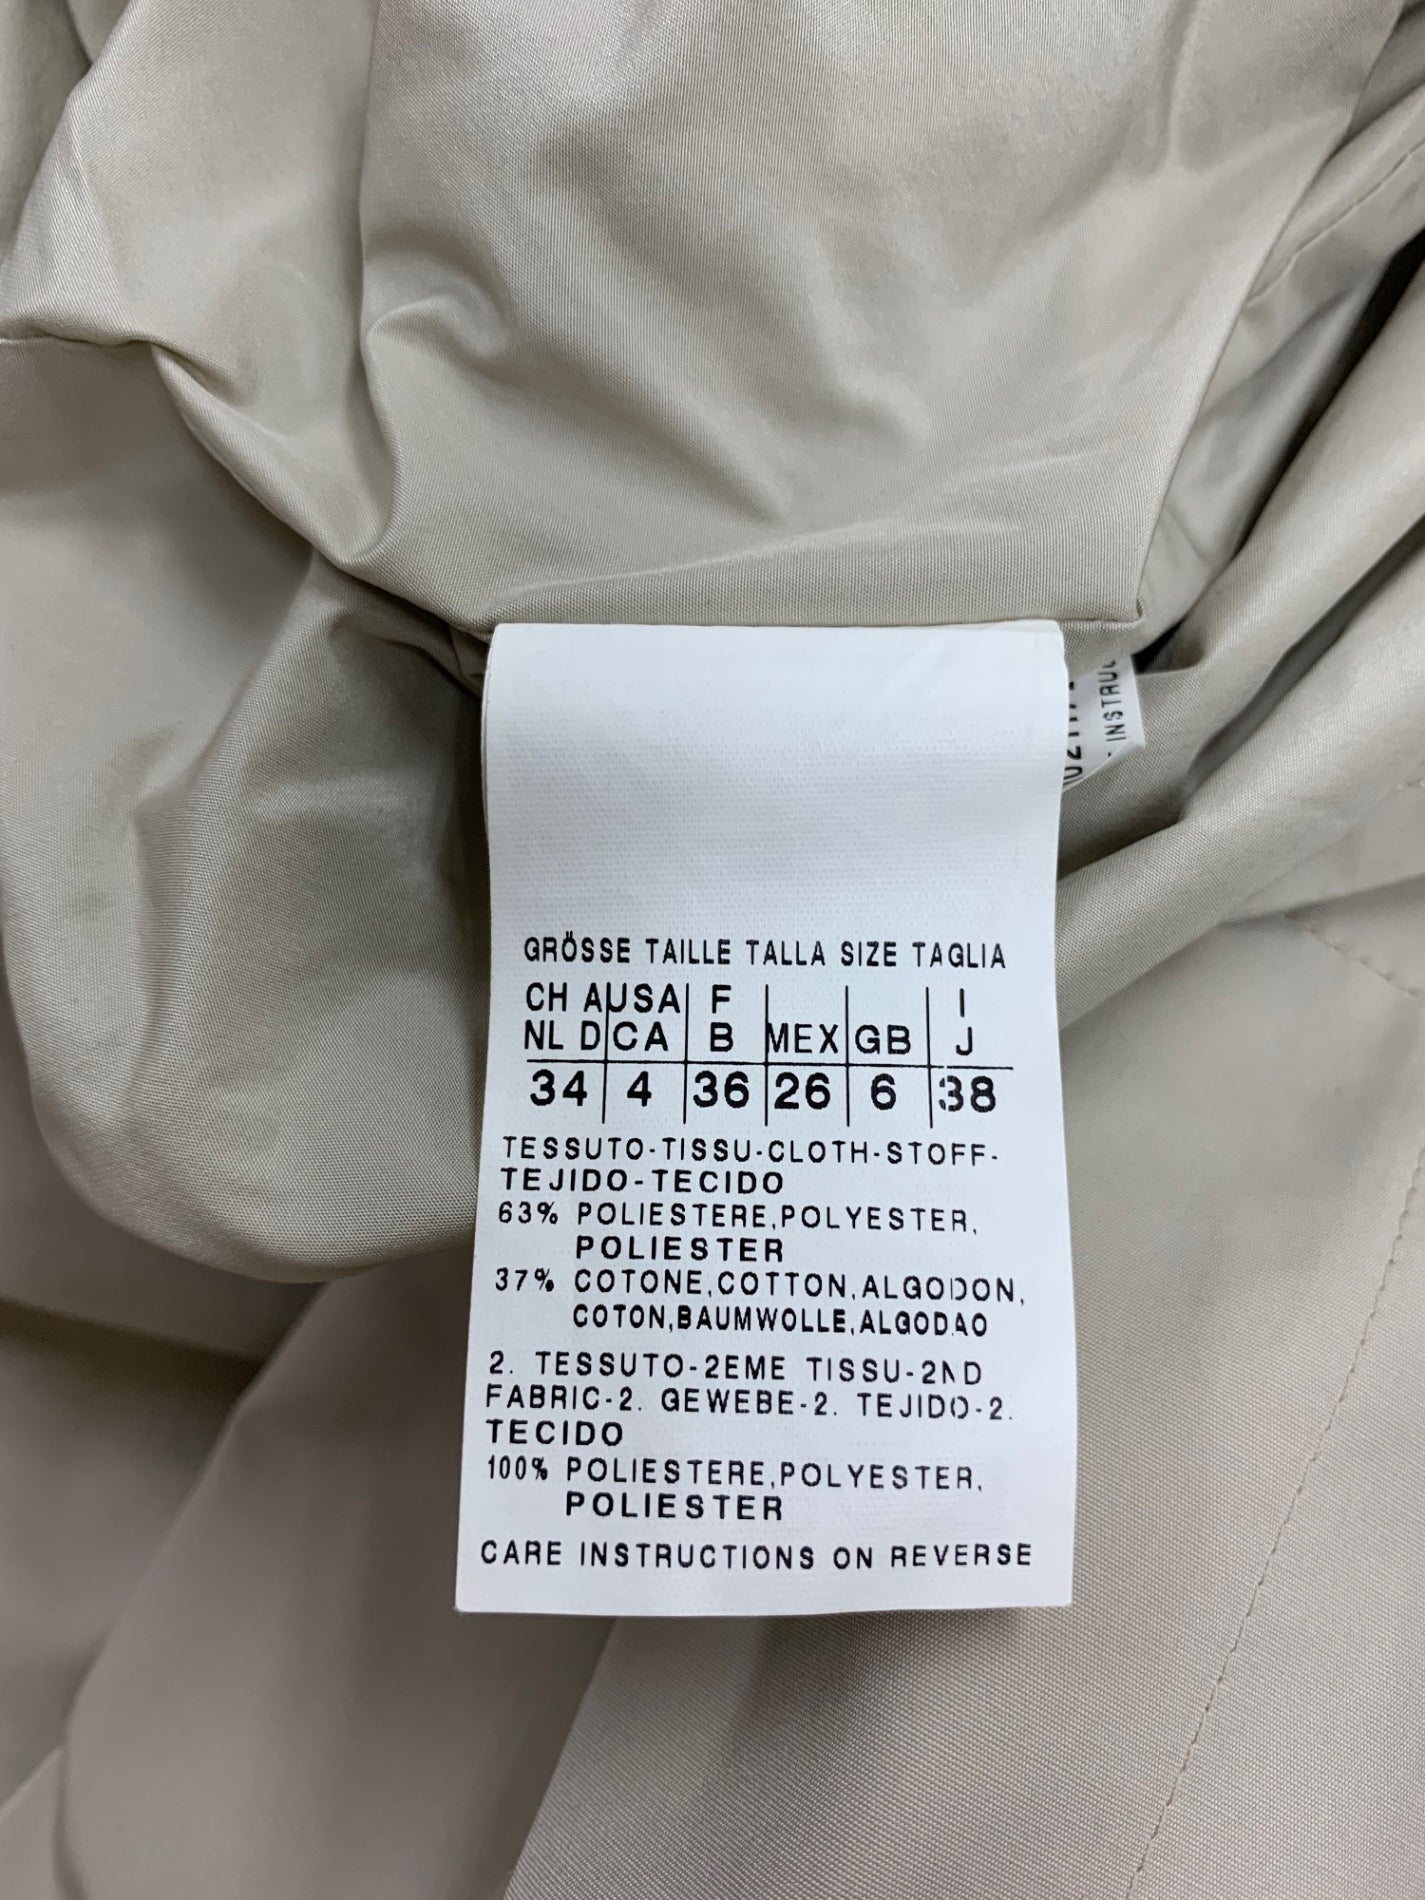 GRÖSSE TAILLE TALLA SIZE TAGLIA
CH A USA F I
NL D CA B MEX GB J
34 4 36 26 6 38
TESSUTO-TISSU-CLOTH-STOFF-
TEJIDO-TECIDO
63% POLIESTERE,POLYESTER,
POLIESTER
37% COTONE,COTTON,ALGODON,
COTON,BAUMWOLLE,ALGODAO
2. TESSUTO-2EME TISSU-2ND
FABRIC-2. GEWEBE-2. TEJIDO-2.
TECIDO
100% POLIESTERE,POLYESTER,
POLIESTER
CARE INSTRUCTIONS ON REVERSE